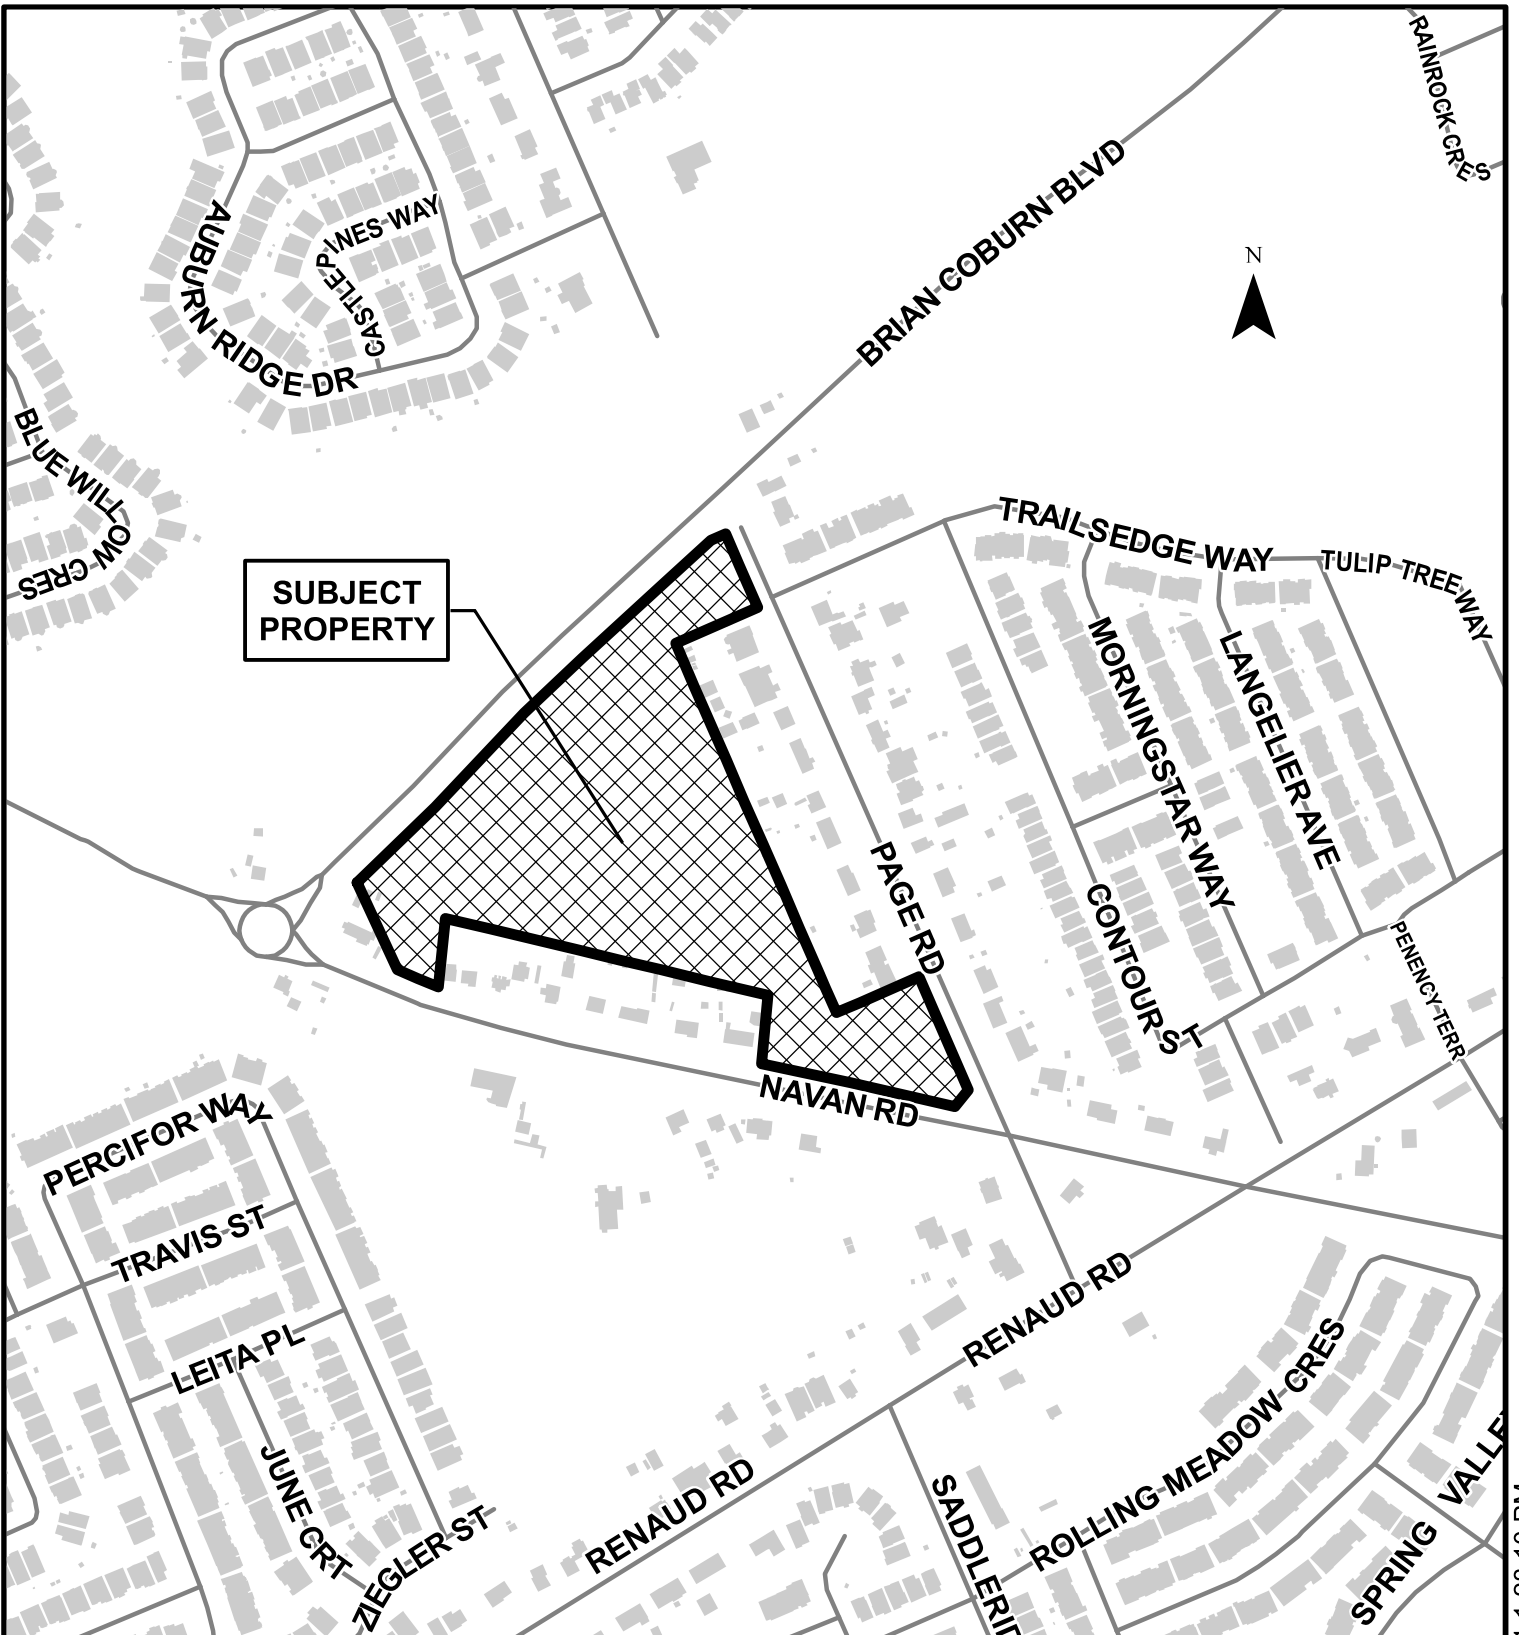 RAINROCK CRES
BRIAN COBURN BLVD
AUBURN RIDGE DR
CASTLE PINES WAY
N
BLUE WILLOW CRES
TRAILSEDGE WAY
TULIP TREE WAY
SUBJECT
PROPERTY
MORNINGSTAR WAY
LANGELIER AVE
PAGE RD
CONTOUR ST
PENENCY TERR
NAVAN RD
PERCIFOR WAY
TRAVIS ST
LEITA PL
RENAUD RD
ROLLING MEADOW CRES
JUNE CRT
ZIEGLER ST
RENAUD RD
SPRING VALLE